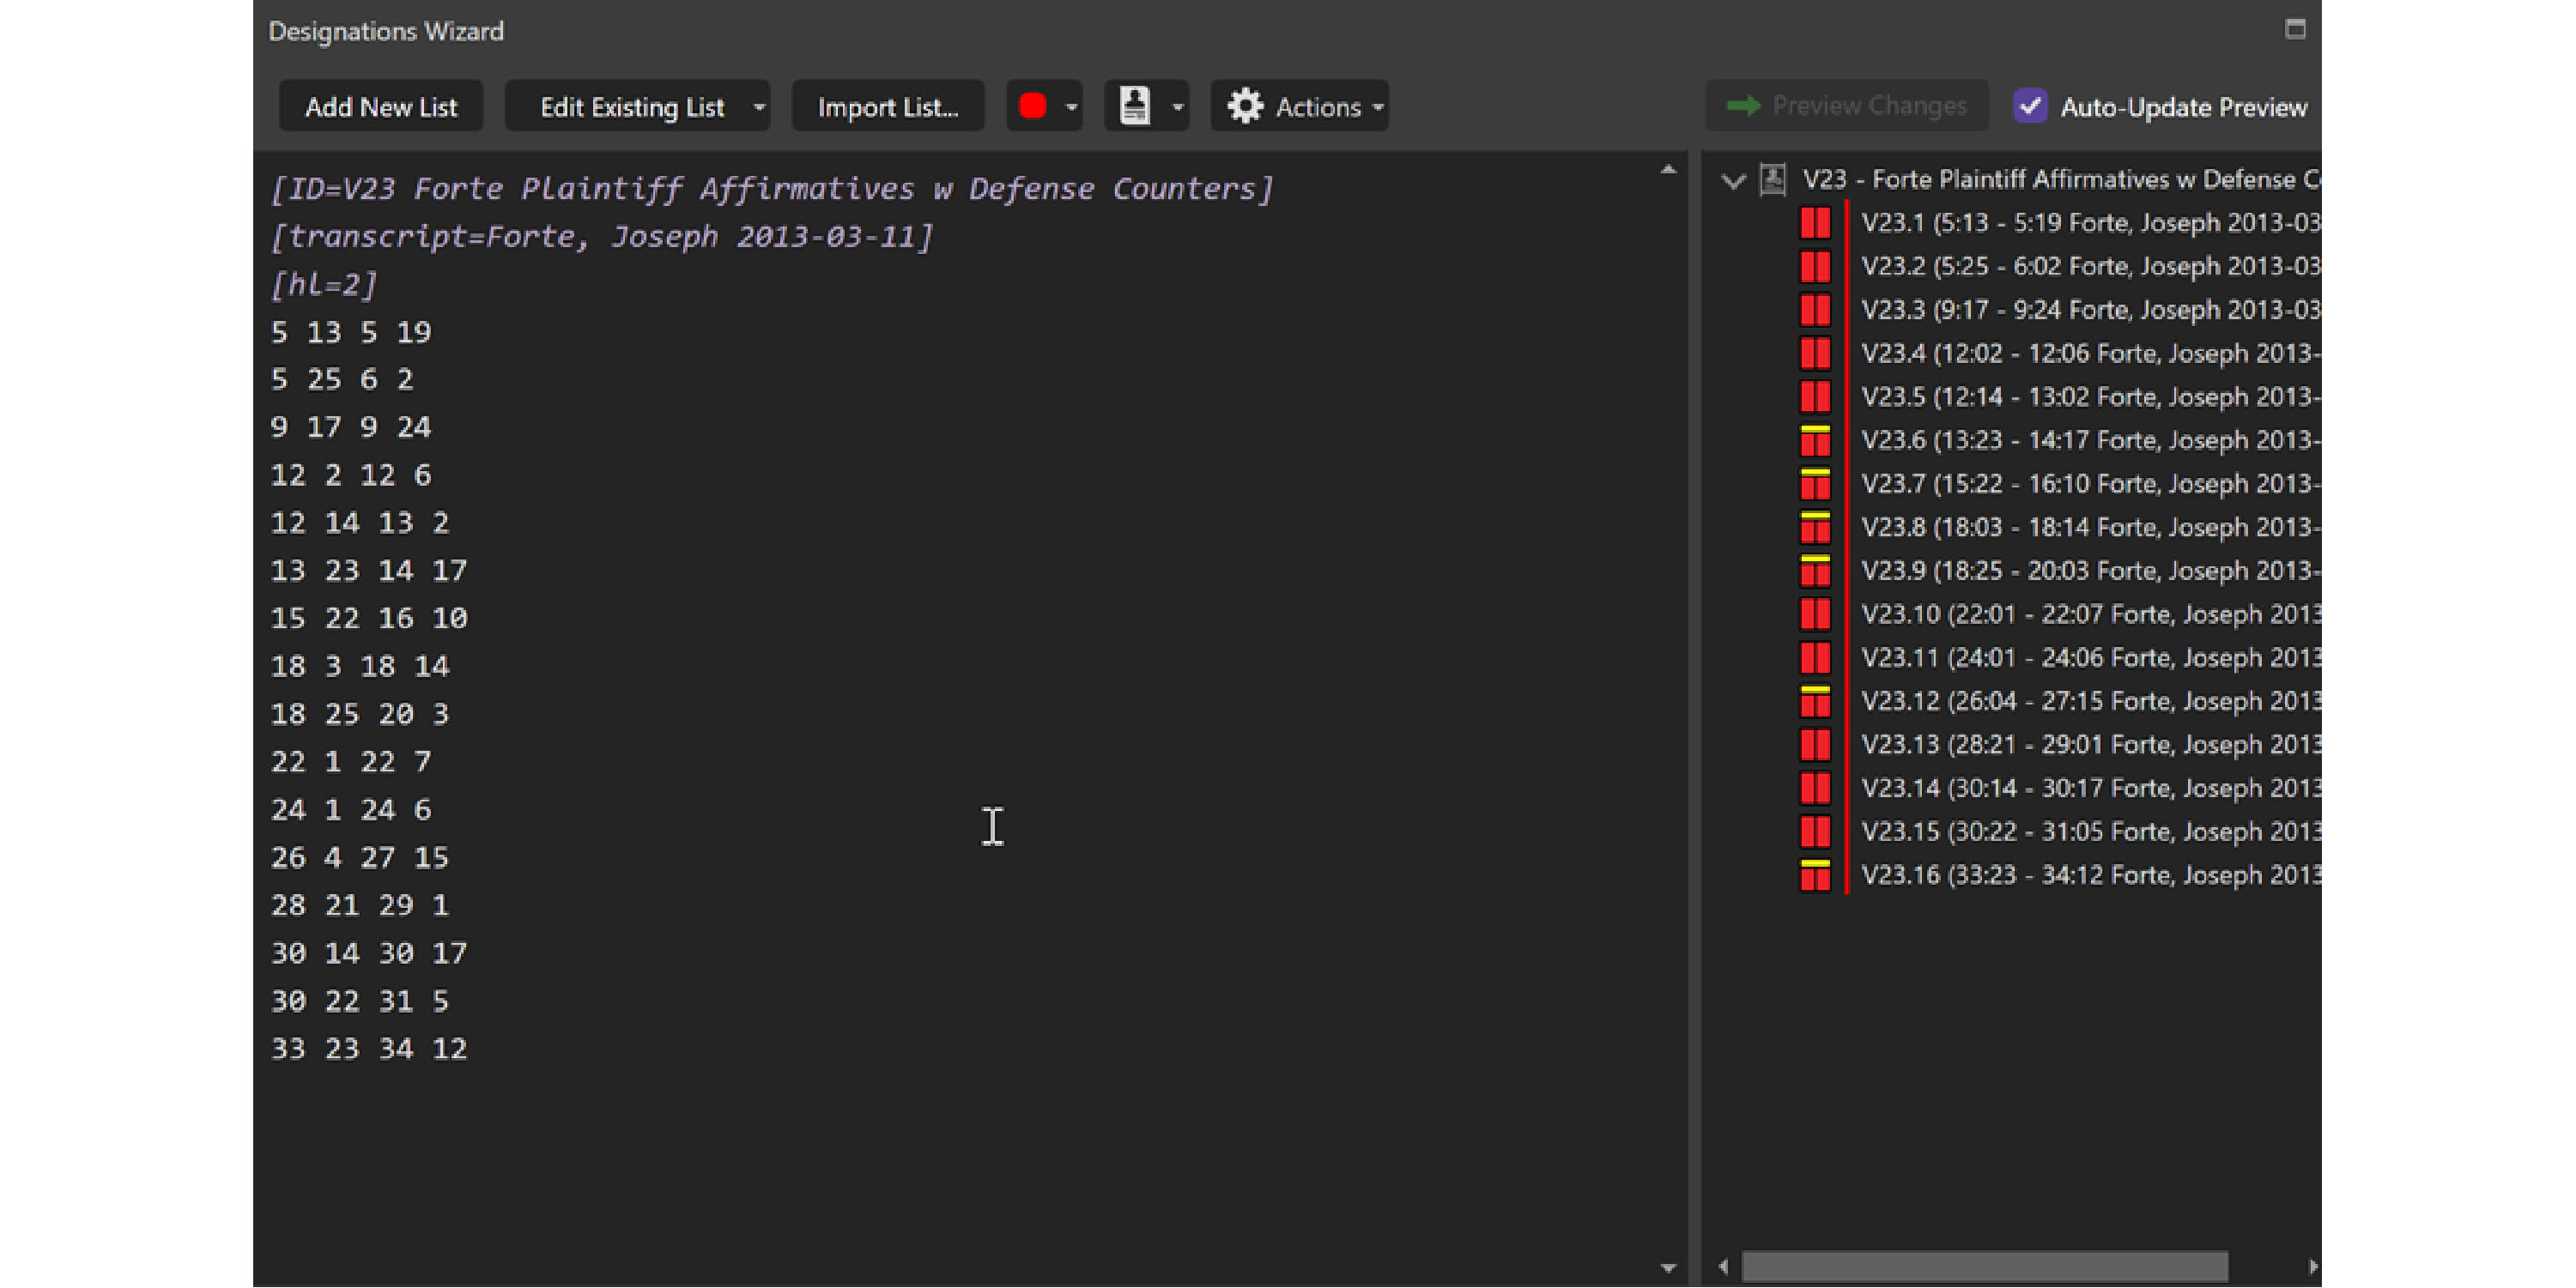 Designations Wizard
Add New List Edit Existing List Import List... Actions Preview Changes Auto-Update Preview
[ID=V23 Forte Plaintiff Affirmatives w Defense Counters]
[transcript=Forte, Joseph 2013-03-11]
[hl=2]
5 13 5 19
5 25 6 2
9 17 9 24
12 2 12 6
12 14 13 2
13 23 14 17
15 22 16 10
18 3 18 14
18 25 20 3
22 1 22 7
24 1 24 6
26 4 27 15
28 21 29 1
30 14 30 17
30 22 31 5
33 23 34 12
V23 - Forte Plaintiff Affirmatives w Defense C
V23.1 (5:13 - 5:19 Forte, Joseph 2013-03
V23.2 (5:25 - 6:02 Forte, Joseph 2013-03
V23.3 (9:17 - 9:24 Forte, Joseph 2013-03
V23.4 (12:02 - 12:06 Forte, Joseph 2013-
V23.5 (12:14 - 13:02 Forte, Joseph 2013-
V23.6 (13:23 - 14:17 Forte, Joseph 2013-
V23.7 (15:22 - 16:10 Forte, Joseph 2013-
V23.8 (18:03 - 18:14 Forte, Joseph 2013-
V23.9 (18:25 - 20:03 Forte, Joseph 2013-
V23.10 (22:01 - 22:07 Forte, Joseph 2013
V23.11 (24:01 - 24:06 Forte, Joseph 2013
V23.12 (26:04 - 27:15 Forte, Joseph 2013
V23.13 (28:21 - 29:01 Forte, Joseph 2013
V23.14 (30:14 - 30:17 Forte, Joseph 2013
V23.15 (30:22 - 31:05 Forte, Joseph 2013
V23.16 (33:23 - 34:12 Forte, Joseph 2013